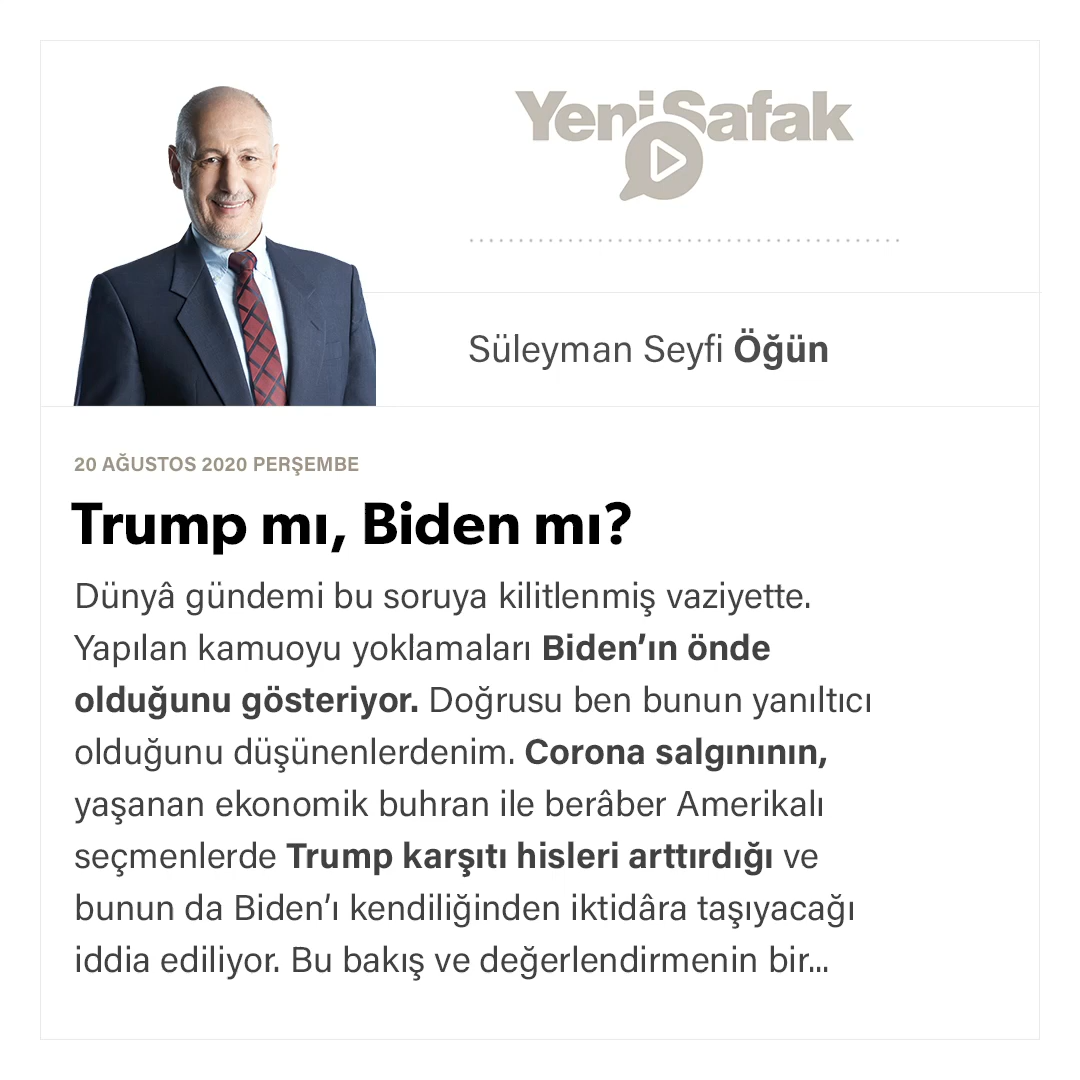 YeniŞafak
Süleyman Seyfi Öğün
20 AĞUSTOS 2020 PERŞEMBE
Trump mı, Biden mı?
Dünyâ gündemi bu soruya kilitlenmiş vaziyette.
Yapılan kamuoyu yoklamaları Biden’ın önde
olduğunu gösteriyor. Doğrusu ben bunun yanıltıcı
olduğunu düşünenlerdenim. Corona salgınının,
yaşanan ekonomik buhran ile berâber Amerikalı
seçmenlerde Trump karşıtı hisleri arttırdığı ve
bunun da Biden’ı kendiliğinden iktidâra taşıyacağı
iddia ediliyor. Bu bakış ve değerlendirmenin bir...